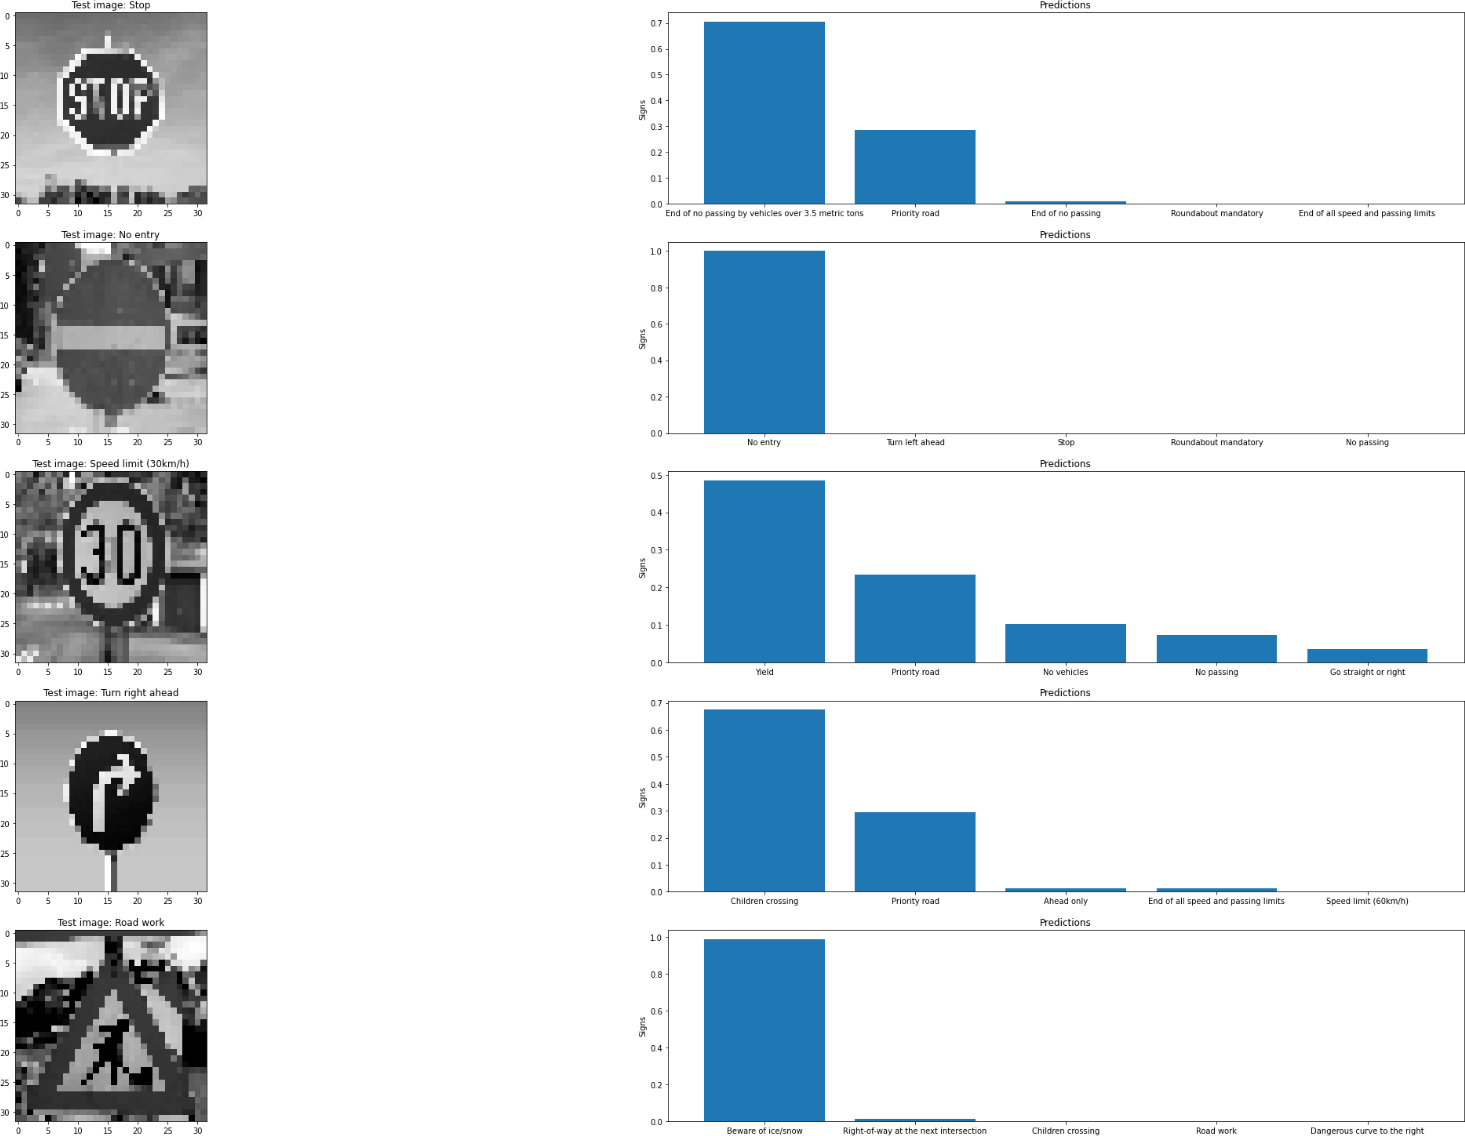 Test image: Stop
0
5
10
15
20
25
30
0 5 10 15 20 25 30
STOP
Predictions
Signs
0.7
0.6
0.5
0.4
0.3
0.2
0.1
0.0
End of no passing by vehicles over 3.5 metric tons Priority road End of no passing Roundabout mandatory End of all speed and passing limits
Test image: No entry
0
5
10
15
20
25
30
0 5 10 15 20 25 30
Predictions
Signs
1.0
0.8
0.6
0.4
0.2
0.0
No entry Turn left ahead Stop Roundabout mandatory No passing
Test image: Speed limit (30km/h)
0
5
10
15
20
25
30
0 5 10 15 20 25 30
30
Predictions
Signs
0.5
0.4
0.3
0.2
0.1
0.0
Yield Priority road No vehicles No passing Go straight or right
Test image: Turn right ahead
0
5
10
15
20
25
30
0 5 10 15 20 25 30
Predictions
Signs
0.7
0.6
0.5
0.4
0.3
0.2
0.1
0.0
Children crossing Priority road Ahead only End of all speed and passing limits Speed limit (60km/h)
Test image: Road work
0
5
10
15
20
25
30
0 5 10 15 20 25 30
Predictions
Signs
1.0
0.8
0.6
0.4
0.2
0.0
Beware of ice/snow Right-of-way at the next intersection Children crossing Road work Dangerous curve to the right